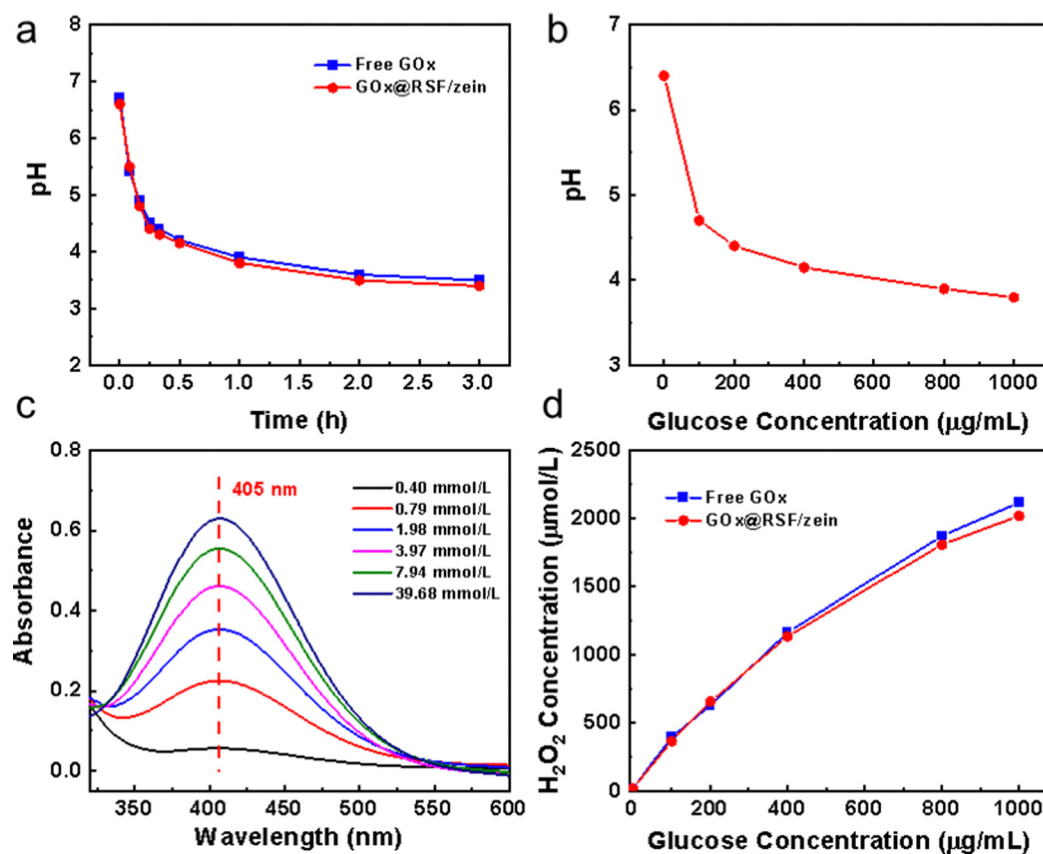 a
8
7
6
5
4
3
2
pH
Free GOx
GOx@RSF/zein
0.0 0.5 1.0 1.5 2.0 2.5 3.0
Time (h)
b
7
6
5
4
3
pH
0 200 400 600 800 1000
Glucose Concentration (μg/mL)
c
0.8
0.6
0.4
0.2
0.0
Absorbance
405 nm
0.40 mmol/L
0.79 mmol/L
1.98 mmol/L
3.97 mmol/L
7.94 mmol/L
39.68 mmol/L
350 400 450 500 550 600
Wavelength (nm)
d
2500
2000
1500
1000
500
0
H₂O₂ Concentration (μmol/L)
Free GOx
GOx@RSF/zein
0 200 400 600 800 1000
Glucose Concentration (μg/mL)